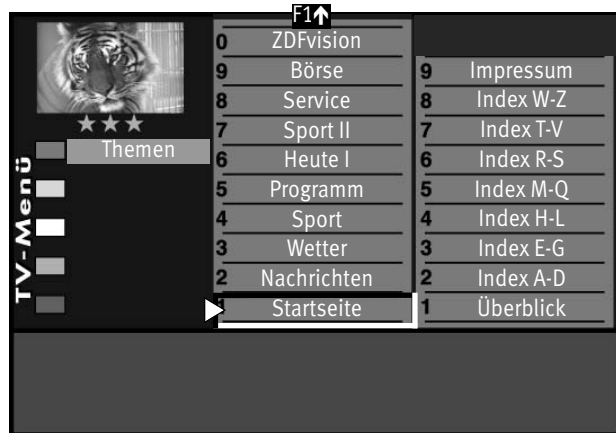 F1↑
0 ZDFvision
9 Börse
8 Service
7 Sport II
6 Heute I
5 Programm
4 Sport
3 Wetter
2 Nachrichten
Startseite
9 Impressum
8 Index W-Z
7 Index T-V
6 Index R-S
5 Index M-Q
4 Index H-L
3 Index E-G
2 Index A-D
1 Überblick
Themen
TV-Menü